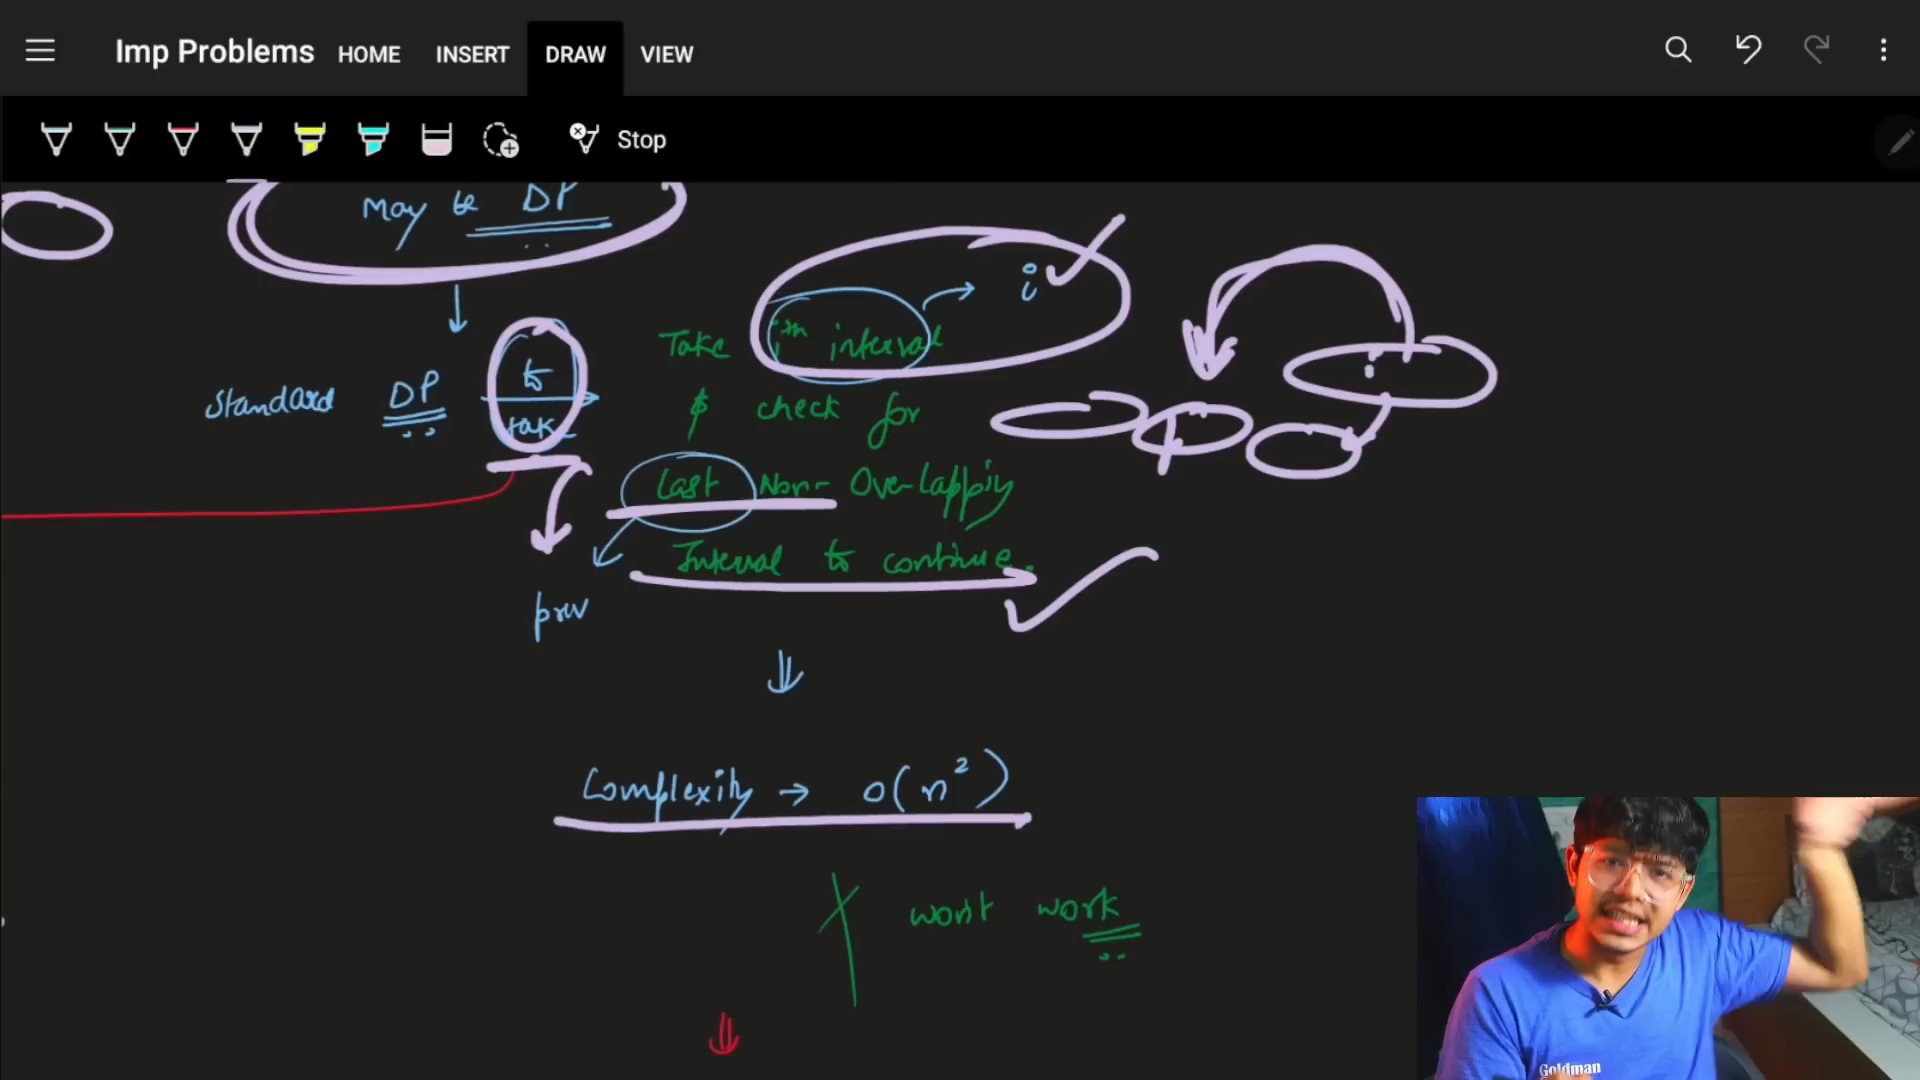 Imp Problems HOME INSERT DRAW VIEW
Stop
May be DP
Take ith interval → i
Standard DP to take
& check for
Last Non-Overlapping
Interval to continue.
prev
i
Complexity → O(n²)
won't work
Goldman